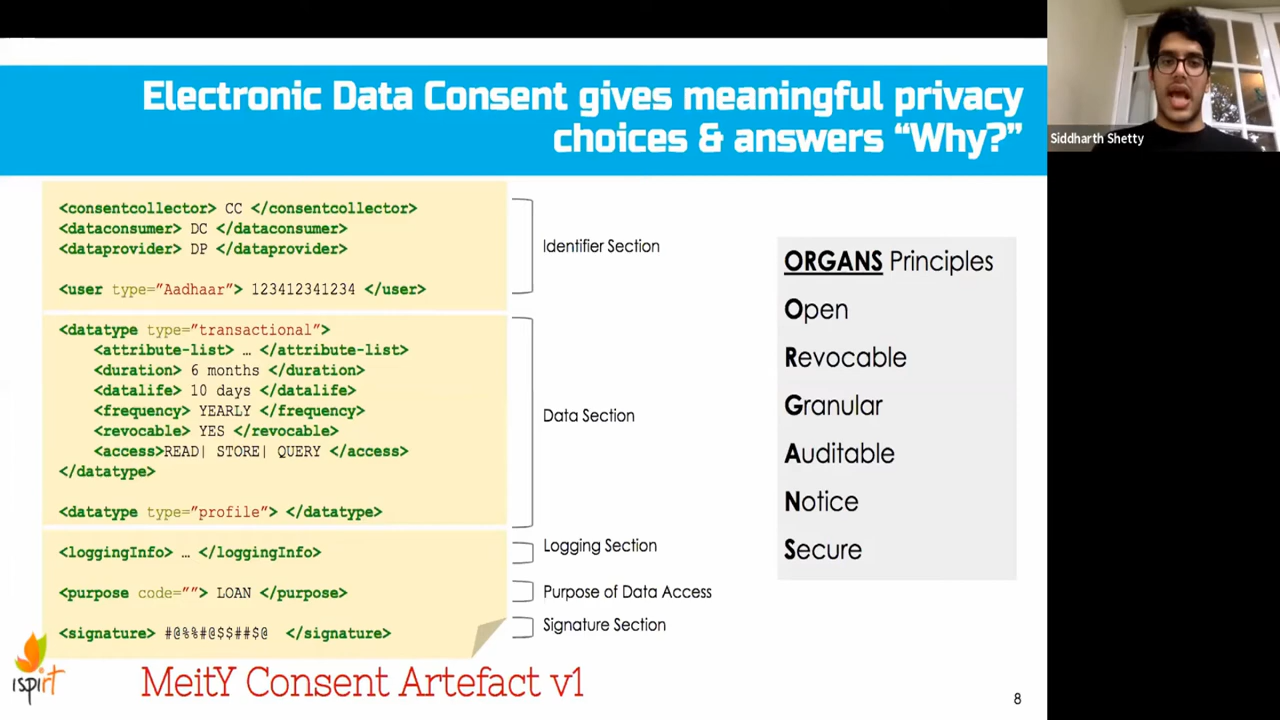 Electronic Data Consent gives meaningful privacy
choices & answers “Why?”
<consentcollector> CC </consentcollector>
<dataconsumer> DC </dataconsumer>
<dataprovider> DP </dataprovider>
<user type=”Aadhaar”> 123412341234 </user>
Identifier Section
<datatype type=”transactional”>
<attribute-list> … </attribute-list>
<duration> 6 months </duration>
<datalife> 10 days </datalife>
<frequency> YEARLY </frequency>
<revocable> YES </revocable>
<access>READ| STORE| QUERY </access>
</datatype>
<datatype type=”profile”> </datatype>
Data Section
<loggingInfo> … </loggingInfo>
Logging Section
<purpose code=””> LOAN </purpose>
Purpose of Data Access
<signature> #@%%#@$$##$@ </signature>
Signature Section
ORGANS Principles
Open
Revocable
Granular
Auditable
Notice
Secure
ispirt
MeitY Consent Artefact v1
8
Siddharth Shetty